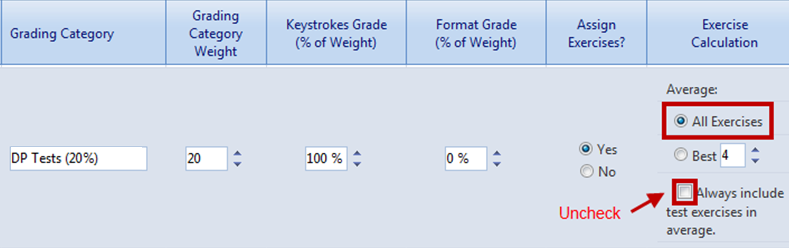 Grading Category
Grading
Category
Weight
Keystrokes Grade
(% of Weight)
Format Grade
(% of Weight)
Assign
Exercises?
Exercise
Calculation
DP Tests (20%)
20
100 %
0 %
Yes
No
Average:
All Exercises
Best 4
Always include
test exercises in
average.
Uncheck